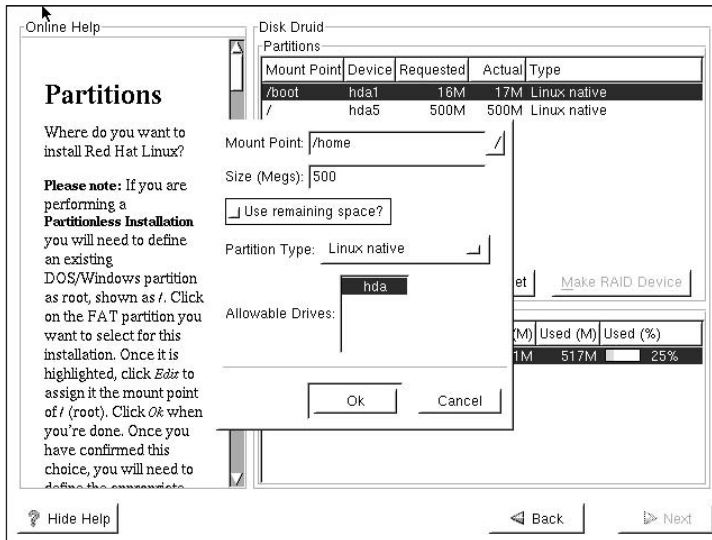 Online Help
Partitions
Where do you want to
install Red Hat Linux?
Please note: If you are
performing a
Partitionless Installation
you will need to define
an existing
DOS/Windows partition
as root, shown as /. Click
on the FAT partition you
want to select for this
installation. Once it is
highlighted, click Edit to
assign it the mount point
of / (root). Click Ok when
you're done. Once you
have confirmed this
choice, you will need to
define the appropriate
Disk Druid
Partitions
Mount Point Device Requested Actual Type
/boot hda1 16M 17M Linux native
/ hda5 500M 500M Linux native
Mount Point: /home /
Size (Megs): 500
Use remaining space?
Partition Type: Linux native
Allowable Drives: hda
Ok Cancel
et Make RAID Device
(M) Used (M) Used (%)
1M 517M 25%
Hide Help Back Next